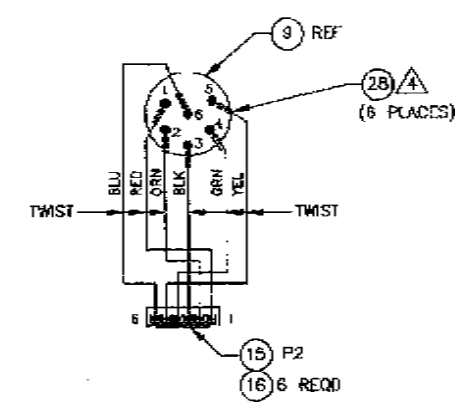 9 REF
28 4
(6 PLACES)
1 5
6
2 4
3
BLU RED ORN BLK GRN YEL
TWIST TWIST
6 1
15 P2
16 6 REQD